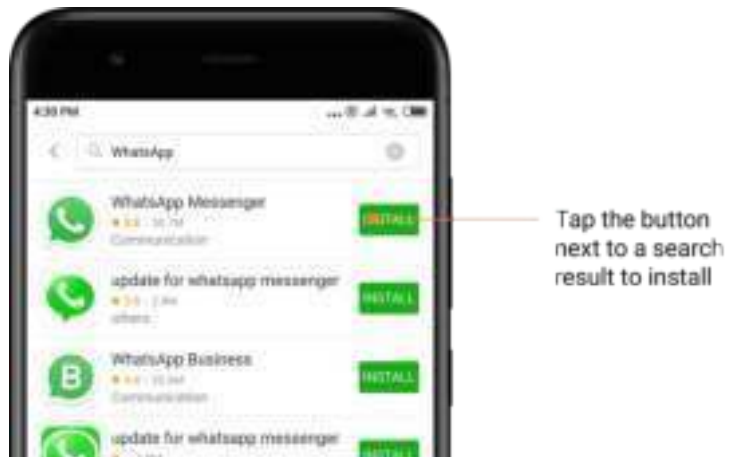 4:30 PM
WhatsApp
WhatsApp Messenger
INSTALL
Communication
update for whatsapp messenger
INSTALL
others
WhatsApp Business
INSTALL
Communication
update for whatsapp messenger
INSTALL
Tap the button
next to a search
result to install